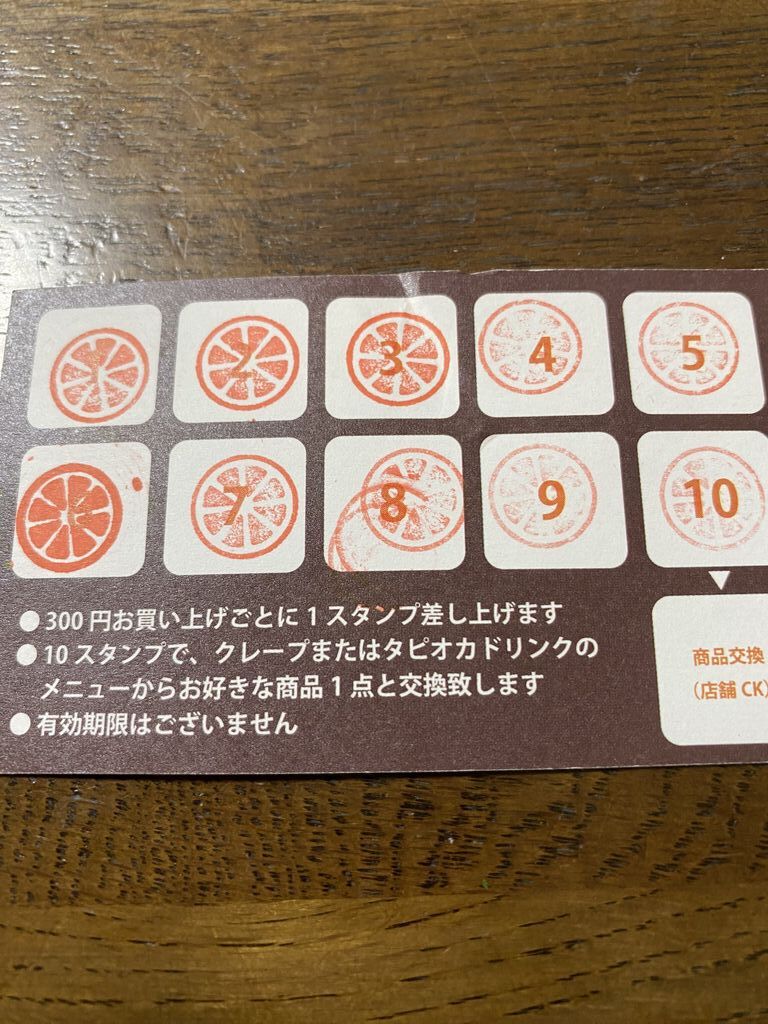 1 2 3 4 5
7 8 9 10
●300 円お買い上げごとに 1 スタンプ差し上げます
●10 スタンプで、クレープまたはタピオカドリンクの
メニューからお好きな商品 1 点と交換致します
●有効期限はございません
商品交換
(店舗 CK)